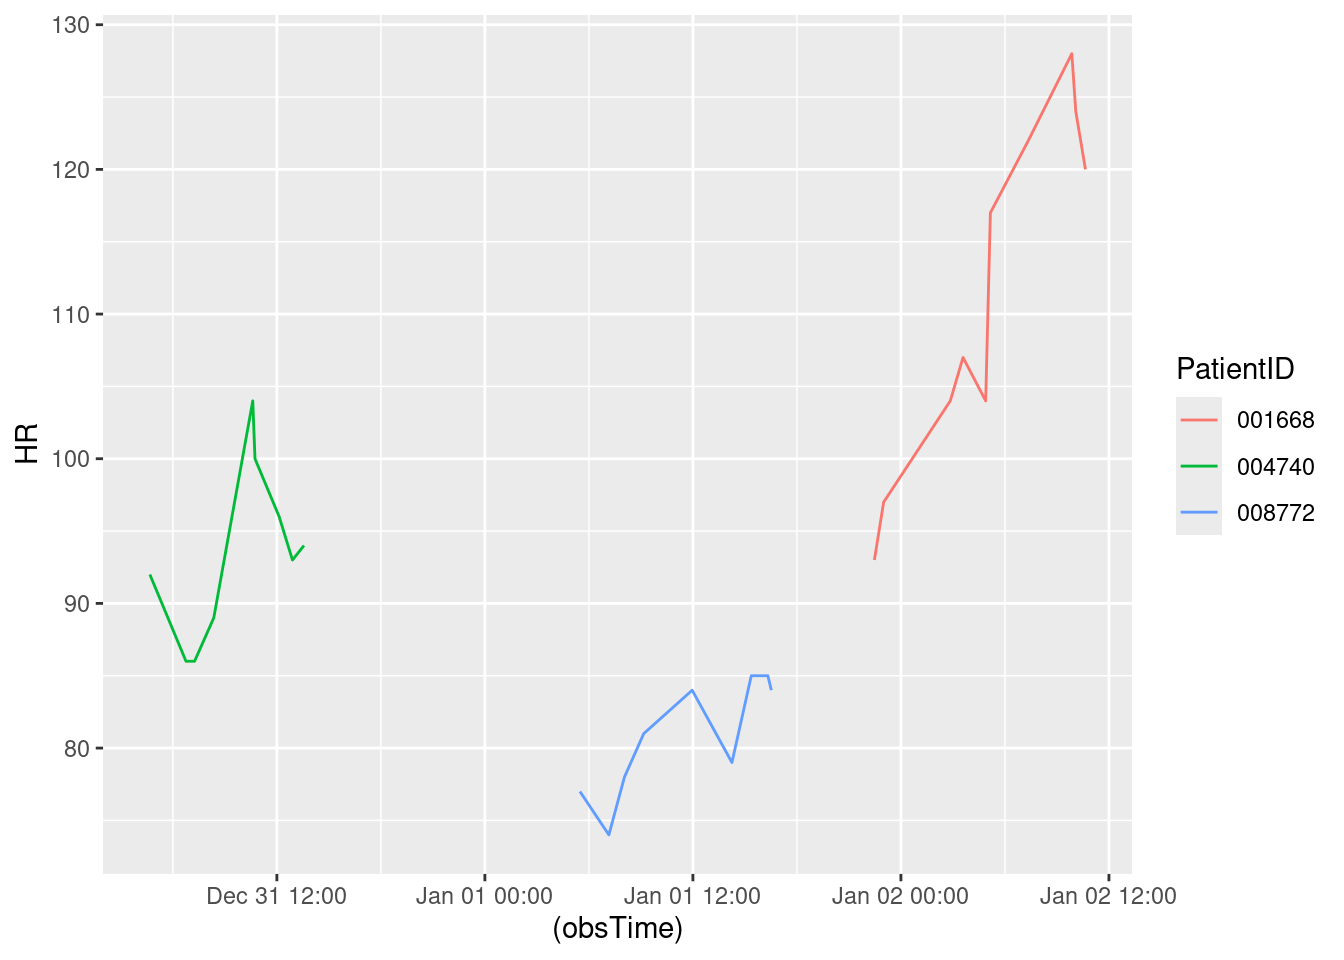 130
120
110
100
90
80
HR
Dec 31 12:00
Jan 01 00:00
Jan 01 12:00
Jan 02 00:00
Jan 02 12:00
(obsTime)
PatientID
001668
004740
008772